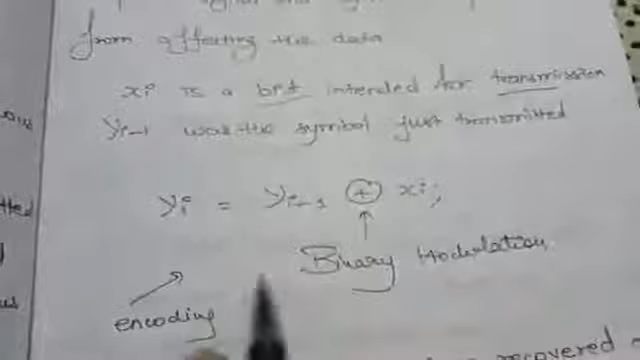 from affecting the data
xi is a bit intended for transmission
yi-1 was the symbol just transmitted
yi = yi-1 ⊕ xi;
Binary Modulation
encoding
recovered